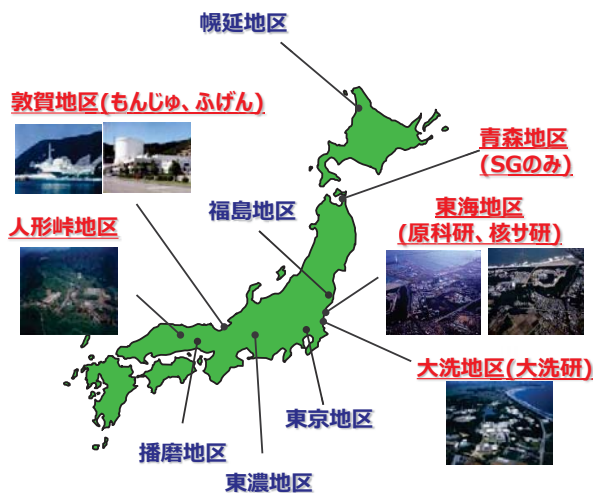 幌延地区
敦賀地区(もんじゅ、ふげん)
青森地区
(SGのみ)
人形峠地区
福島地区
東海地区
(原科研、核サ研)
大洗地区(大洗研)
東京地区
播磨地区
東濃地区